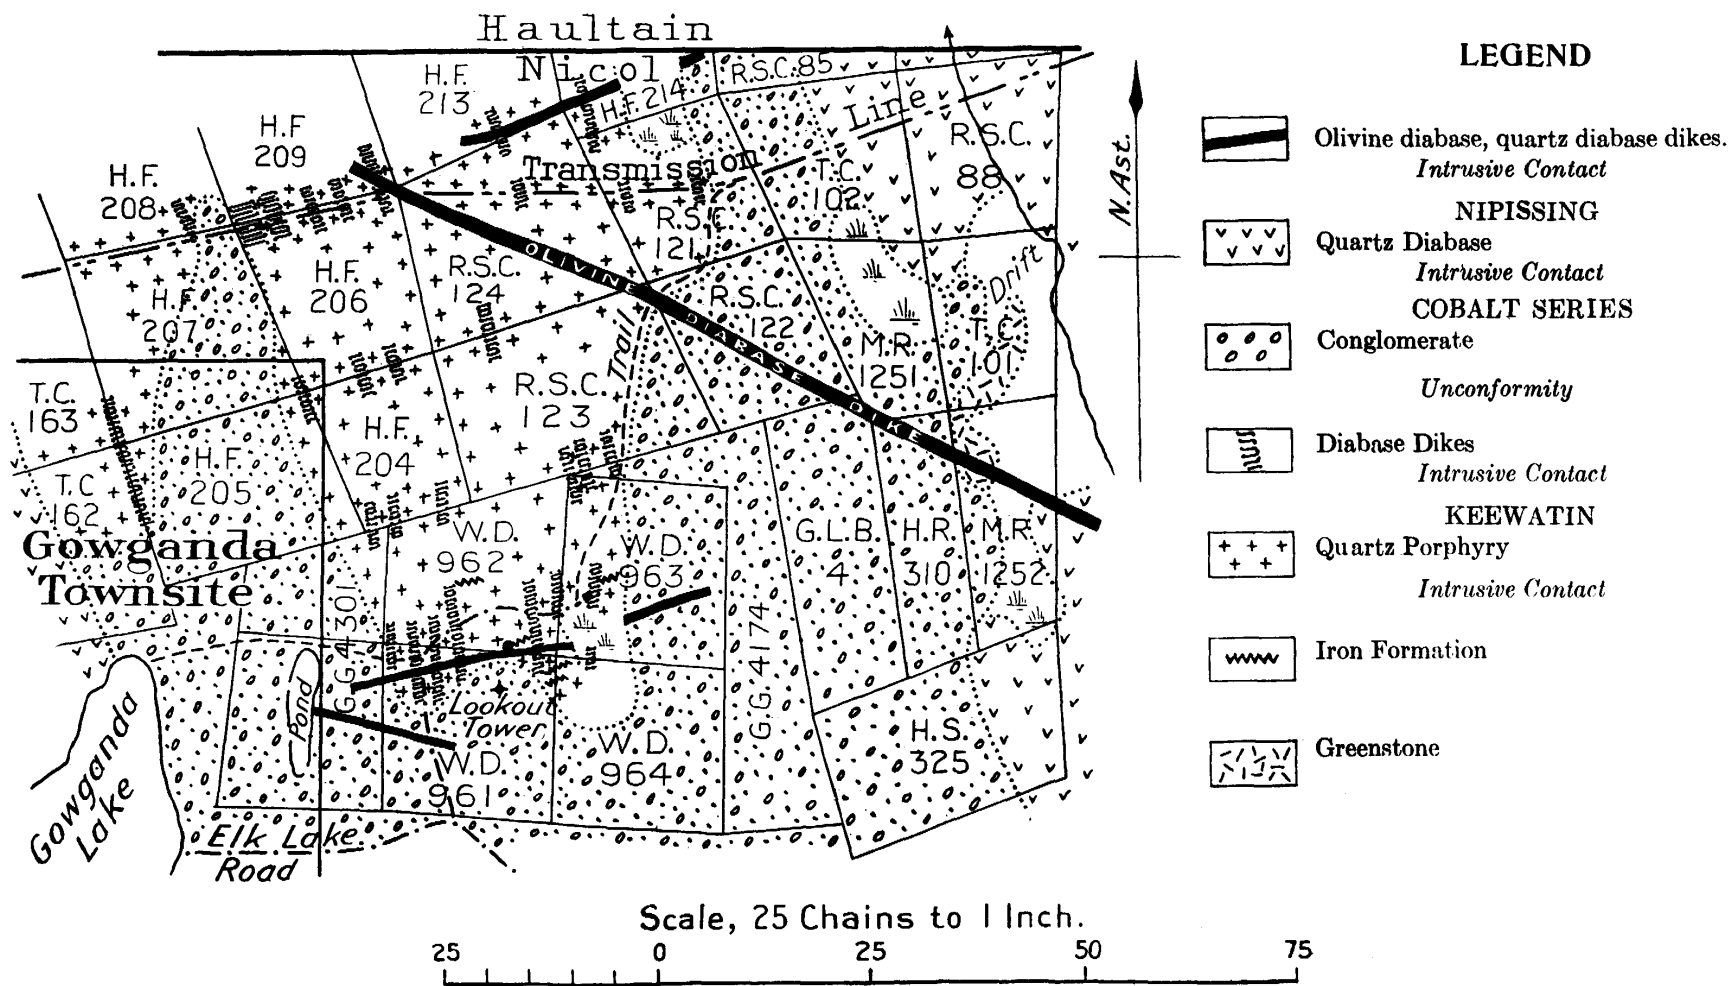 Haultain
Nicol
H.F.
213
H.F. 214
R.S.C. 85
Line
R.S.C.
88
H.F
209
H.F.
208
Transmission
T.C.
102
R.S.
121
H.F.
207
H.F.
206
R.S.C.
124
OLIVINE DIABASE DIKE
R.S.C.
122
Drift
T.C.
101
M.R.
1251
Trail
T.C.
163
R.S.C.
123
H.F.
204
H.F.
205
T.C
162
W.D.
962
W.D.
963
G.L.B.
4
H.R.
310
M.R.
1252
Gowganda
Townsite
G.G. 4301
G.G. 4174
Pond
Lookout
Tower
W.D.
961
W.D.
964
H.S.
325
Gowganda
Lake
Elk Lake
Road
N. Ast.
LEGEND
Olivine diabase, quartz diabase dikes.
Intrusive Contact
NIPISSING
Quartz Diabase
Intrusive Contact
COBALT SERIES
Conglomerate
Unconformity
Diabase Dikes
Intrusive Contact
KEEWATIN
Quartz Porphyry
Intrusive Contact
Iron Formation
Greenstone
Scale, 25 Chains to 1 Inch.
25 0 25 50 75